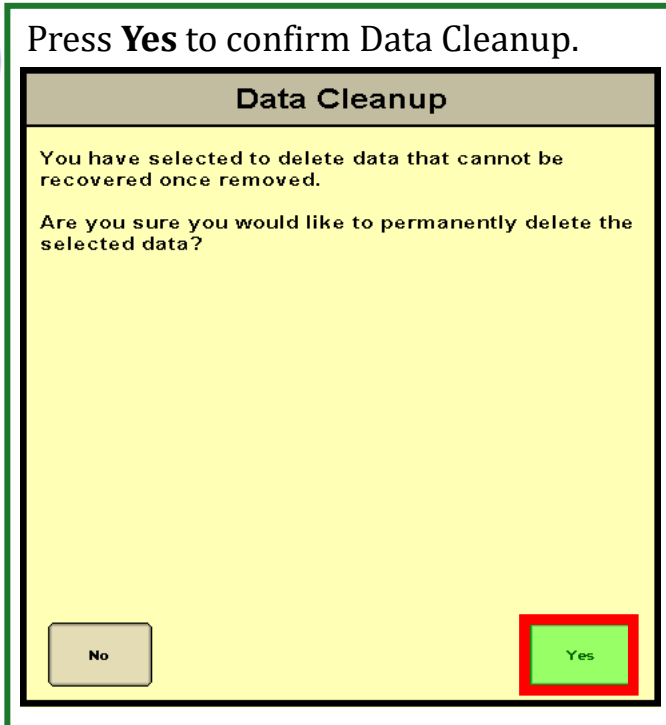 Press Yes to confirm Data Cleanup.
Data Cleanup
You have selected to delete data that cannot be
recovered once removed.
Are you sure you would like to permanently delete the
selected data?
No
Yes